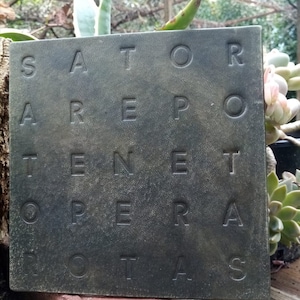 SATOR
AREPO
TENET
OPERA
ROTAS